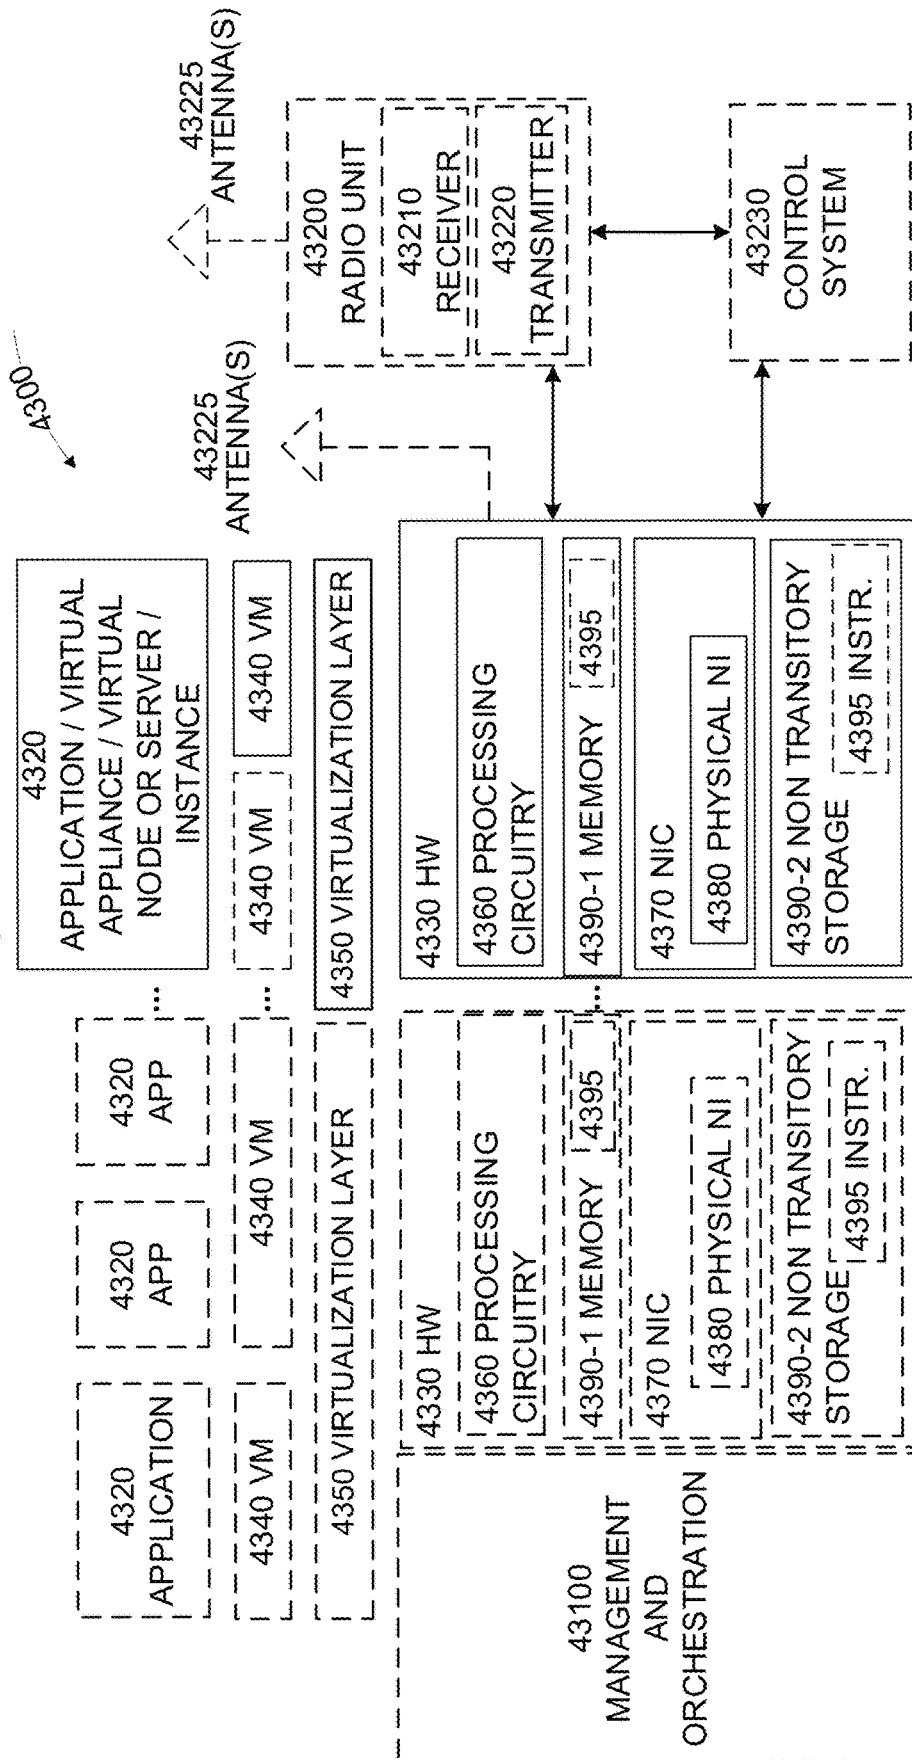 4300
4320
APPLICATION
4320
APP
4320
APP
...
4320
APPLICATION / VIRTUAL
APPLIANCE / VIRTUAL
NODE OR SERVER /
INSTANCE
4340 VM
4340 VM
...
4340 VM
4340 VM
4350 VIRTUALIZATION LAYER
4350 VIRTUALIZATION LAYER
43100
MANAGEMENT
AND
ORCHESTRATION
4330 HW
4360 PROCESSING
CIRCUITRY
4390-1 MEMORY
4395
4370 NIC
4380 PHYSICAL NI
4390-2 NON TRANSITORY
STORAGE
4395 INSTR.
...
4330 HW
4360 PROCESSING
CIRCUITRY
4390-1 MEMORY
4395
4370 NIC
4380 PHYSICAL NI
4390-2 NON TRANSITORY
STORAGE
4395 INSTR.
43225
ANTENNA(S)
43225
ANTENNA(S)
43200
RADIO UNIT
43210
RECEIVER
43220
TRANSMITTER
43230
CONTROL
SYSTEM